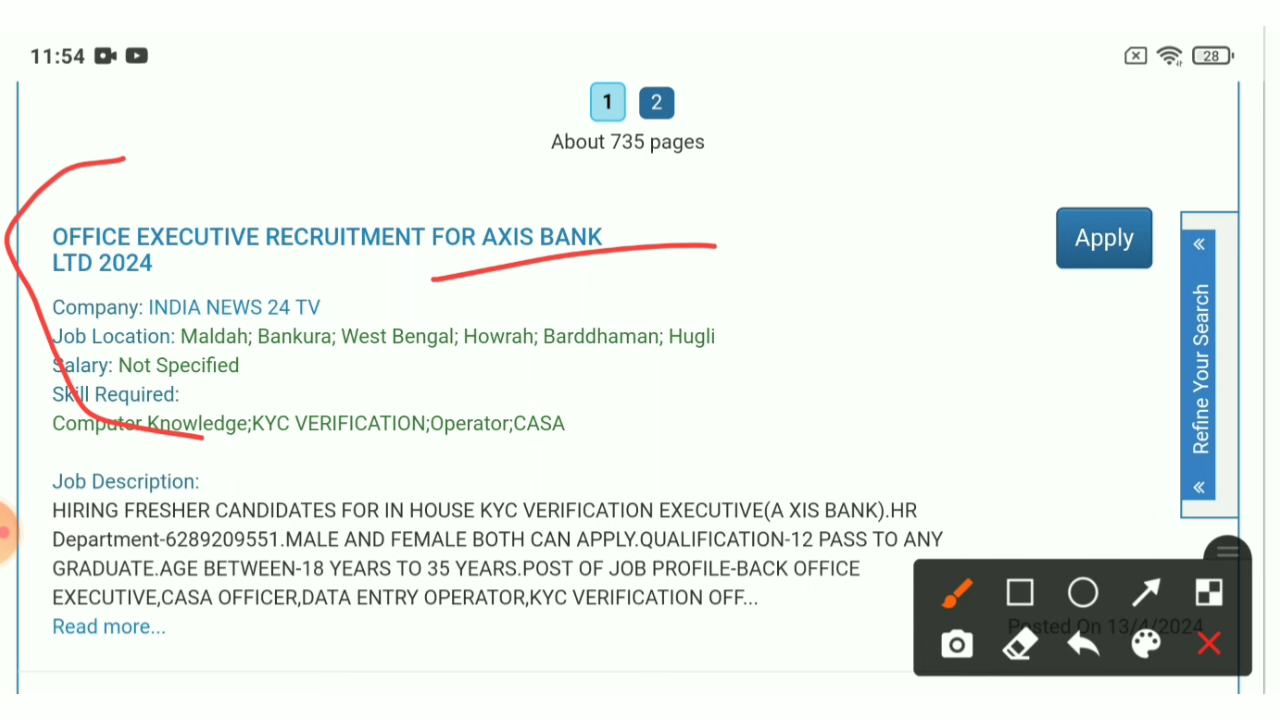 11:54
28
1 2
About 735 pages
OFFICE EXECUTIVE RECRUITMENT FOR AXIS BANK
LTD 2024
Apply
Company: INDIA NEWS 24 TV
Job Location: Maldah; Bankura; West Bengal; Howrah; Barddhaman; Hugli
Salary: Not Specified
Skill Required:
Computer Knowledge;KYC VERIFICATION;Operator;CASA
Refine Your Search
Job Description:
HIRING FRESHER CANDIDATES FOR IN HOUSE KYC VERIFICATION EXECUTIVE(A XIS BANK).HR
Department-6289209551.MALE AND FEMALE BOTH CAN APPLY.QUALIFICATION-12 PASS TO ANY
GRADUATE.AGE BETWEEN-18 YEARS TO 35 YEARS.POST OF JOB PROFILE-BACK OFFICE
EXECUTIVE,CASA OFFICER,DATA ENTRY OPERATOR,KYC VERIFICATION OFF...
Read more...
Posted On 13/4/2024